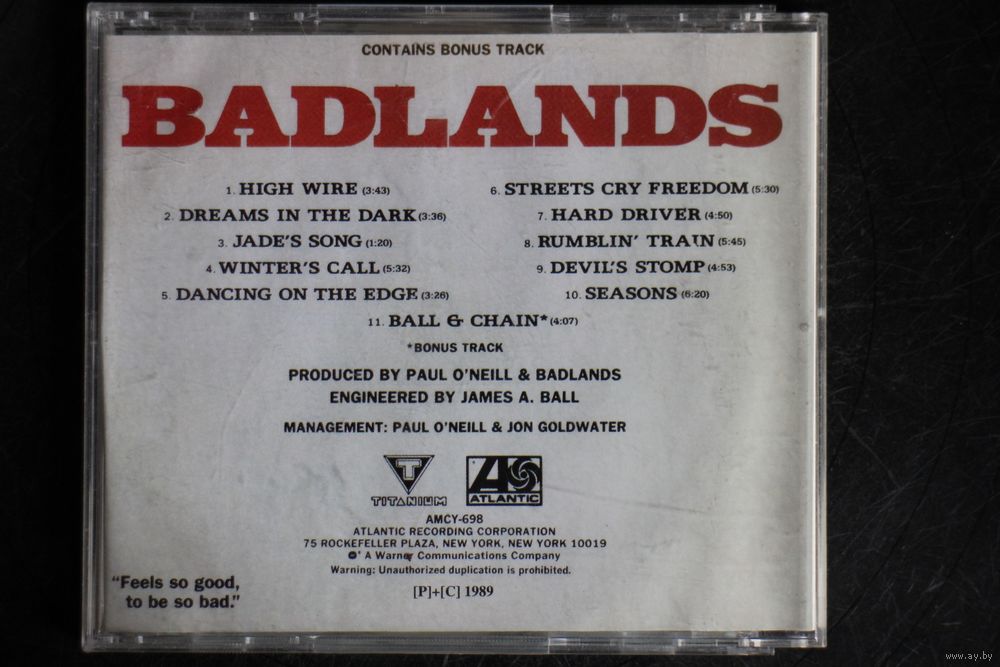 CONTAINS BONUS TRACK
BADLANDS
1. HIGH WIRE (3:43)
2. DREAMS IN THE DARK (3:36)
3. JADE'S SONG (1:20)
4. WINTER'S CALL (5:32)
5. DANCING ON THE EDGE (3:26)
6. STREETS CRY FREEDOM (5:30)
7. HARD DRIVER (4:50)
8. RUMBLIN' TRAIN (5:45)
9. DEVIL'S STOMP (4:53)
10. SEASONS (6:20)
11. BALL & CHAIN* (4:07)
*BONUS TRACK
PRODUCED BY PAUL O'NEILL & BADLANDS
ENGINEERED BY JAMES A. BALL
MANAGEMENT: PAUL O'NEILL & JON GOLDWATER
T
TITANIUM
A
ATLANTIC
AMCY-698
ATLANTIC RECORDING CORPORATION
75 ROCKEFELLER PLAZA, NEW YORK, NEW YORK 10019
A Warner Communications Company
Warning: Unauthorized duplication is prohibited.
[P]+[C] 1989
"Feels so good,
to be so bad."
www.ay.by